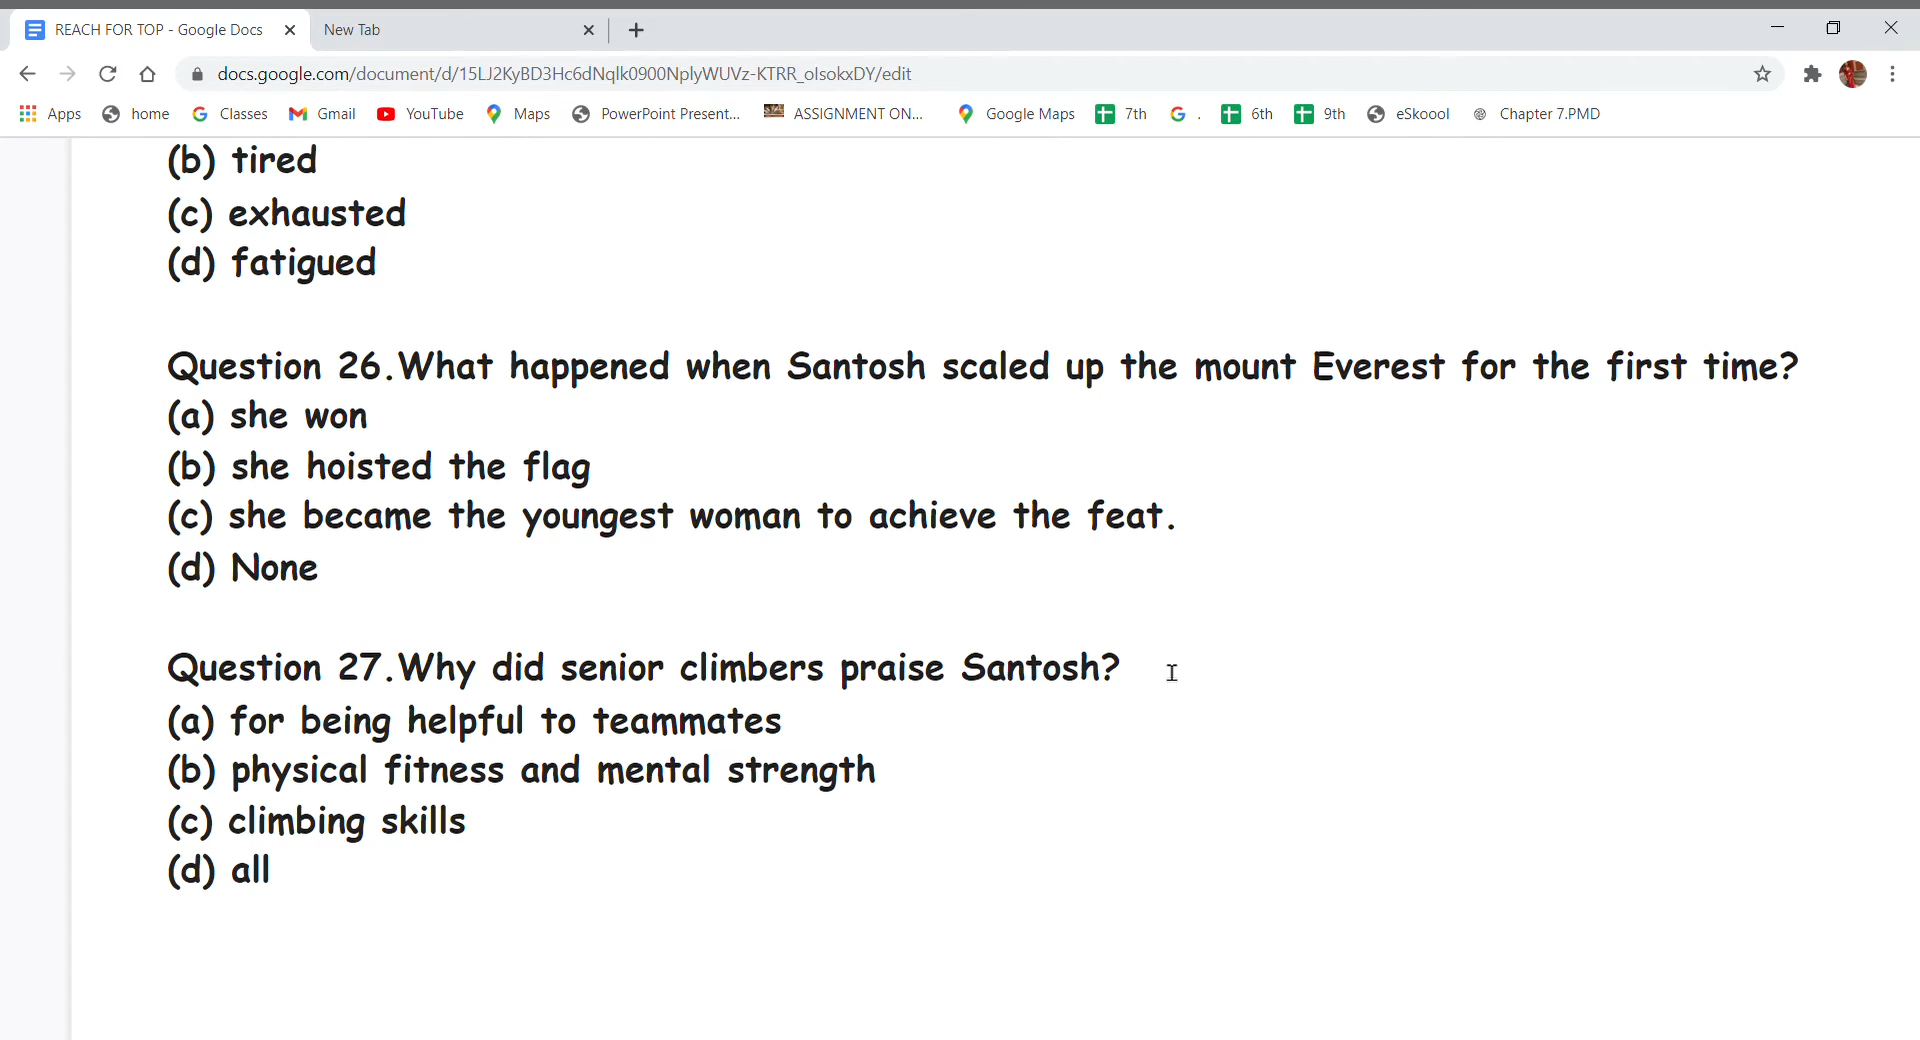 REACH FOR TOP - Google Docs
New Tab
docs.google.com/document/d/15LJ2KyBD3Hc6dNqlk0900NplyWUVz-KTRR_olsokxDY/edit
Apps home Classes Gmail YouTube Maps PowerPoint Present... ASSIGNMENT ON... Google Maps 7th . 6th 9th eSkoool Chapter 7.PMD
(b) tired
(c) exhausted
(d) fatigued
Question 26.What happened when Santosh scaled up the mount Everest for the first time?
(a) she won
(b) she hoisted the flag
(c) she became the youngest woman to achieve the feat.
(d) None
Question 27.Why did senior climbers praise Santosh?
(a) for being helpful to teammates
(b) physical fitness and mental strength
(c) climbing skills
(d) all